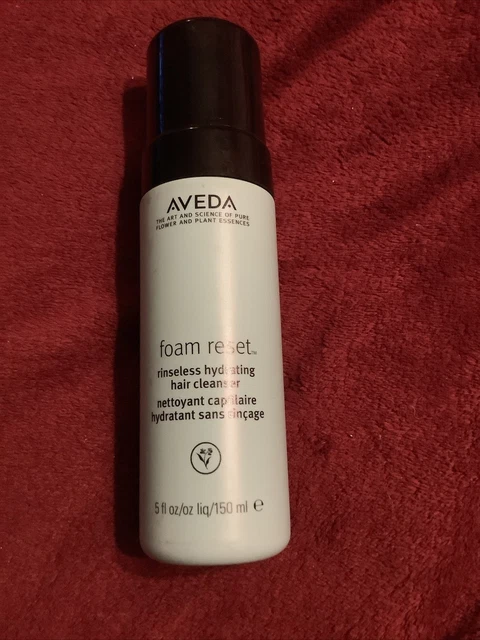 AVEDA
THE ART AND SCIENCE OF PURE
FLOWER AND PLANT ESSENCES
foam reset™
rinseless hydrating
hair cleanser
nettoyant capillaire
hydratant sans rinçage
5 fl oz/oz liq/150 ml ℮